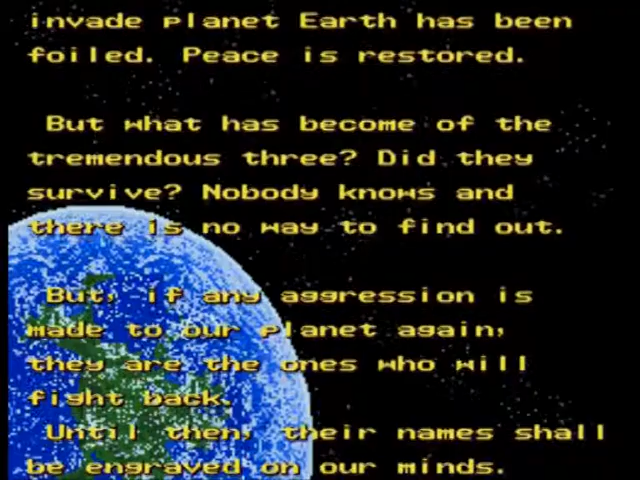 invade planet Earth has been
foiled. Peace is restored.
But what has become of the
tremendous three? Did they
survive? Nobody knows and
there is no way to find out.
But, if any aggression is
made to our planet again,
they are the ones who will
fight back.
Until then, their names shall
be engraved on our minds.